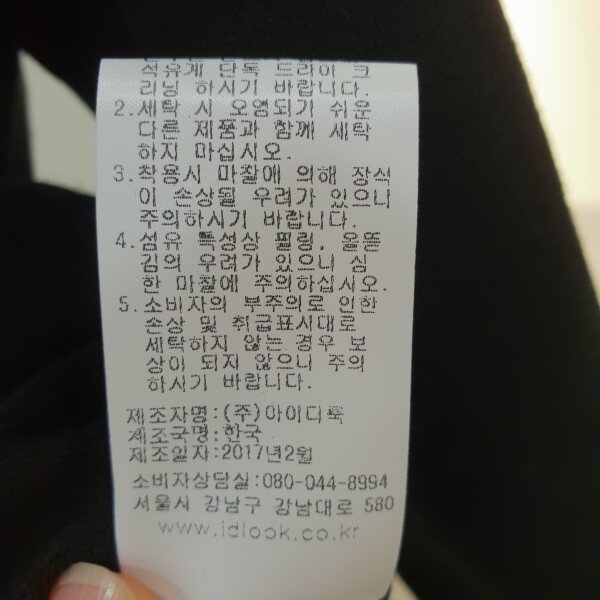 석유계 단독 드라이 크
리닝 하시기 바랍니다.
2.세탁 시 오염되기 쉬운
다른 제품과 함께 세탁
하지 마십시오.
3.착용시 마찰에 의해 장식
이 손상될 우려가 있으니
주의하시기 바랍니다.
4.섬유 특성상 필링, 올뜯
김의 우려가 있으니 심
한 마찰에 주의하십시오.
5.소비자의 부주의로 인한
손상 및 취급표시대로
세탁하지 않는 경우 보
상이 되지 않으니 주의
하시기 바랍니다.
제조자명:(주)아이디룩
제조국명:한국
제조일자:2017년2월
소비자상담실:080-044-8994
서울시 강남구 강남대로 580
www.idlook.co.kr